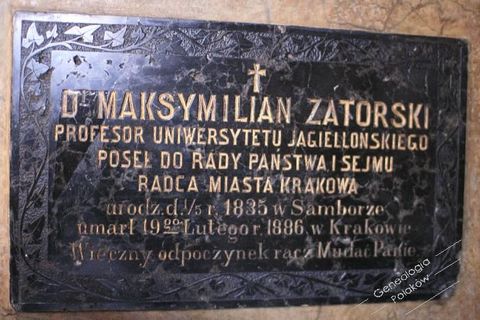 Dr MAKSYMILIAN ZATORSKI
PROFESOR UNIWERSYTETU JAGIELLOŃSKIEGO
POSEŁ DO RADY PAŃSTWA I SEJMU
RADCA MIASTA KRAKOWA
urodz. d. 1/5 r. 1835 w Samborze
umarł 19go Lutego r. 1886, w Krakowie
Wieczny odpoczynek racz Mu dać Panie
Genealogia
Polaków